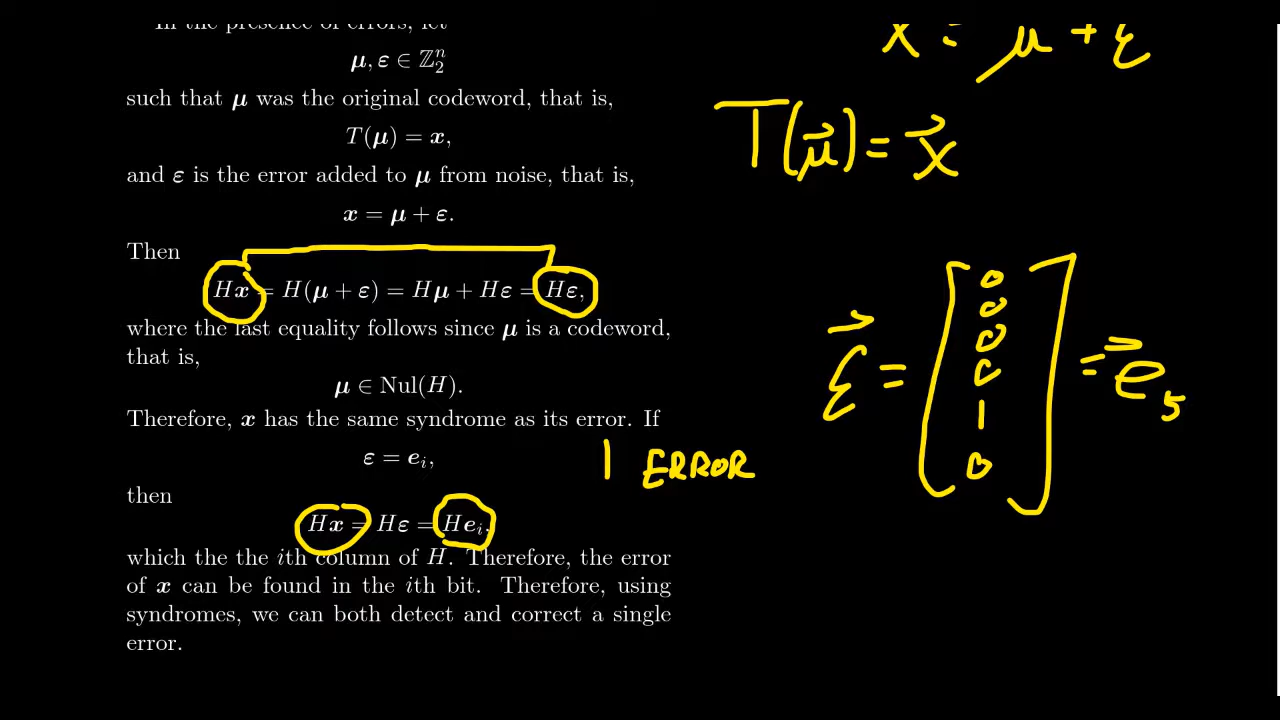 In the presence of errors, let
μ, ε ∈ ℤ₂ⁿ
such that μ was the original codeword, that is,
T(μ) = x,
and ε is the error added to μ from noise, that is,
x = μ + ε.
Then
Hx = H(μ + ε) = Hμ + Hε = Hε,
where the last equality follows since μ is a codeword,
that is,
μ ∈ Nul(H).
Therefore, x has the same syndrome as its error. If
ε = eᵢ,
then
Hx = Hε = Heᵢ,
which the the ith column of H. Therefore, the error
of x can be found in the ith bit. Therefore, using
syndromes, we can both detect and correct a single
error.
x = μ + ε
T(μ⃗) = x⃗
ε⃗ = [0 0 0 0 1 0] = e⃗₅
1 ERROR